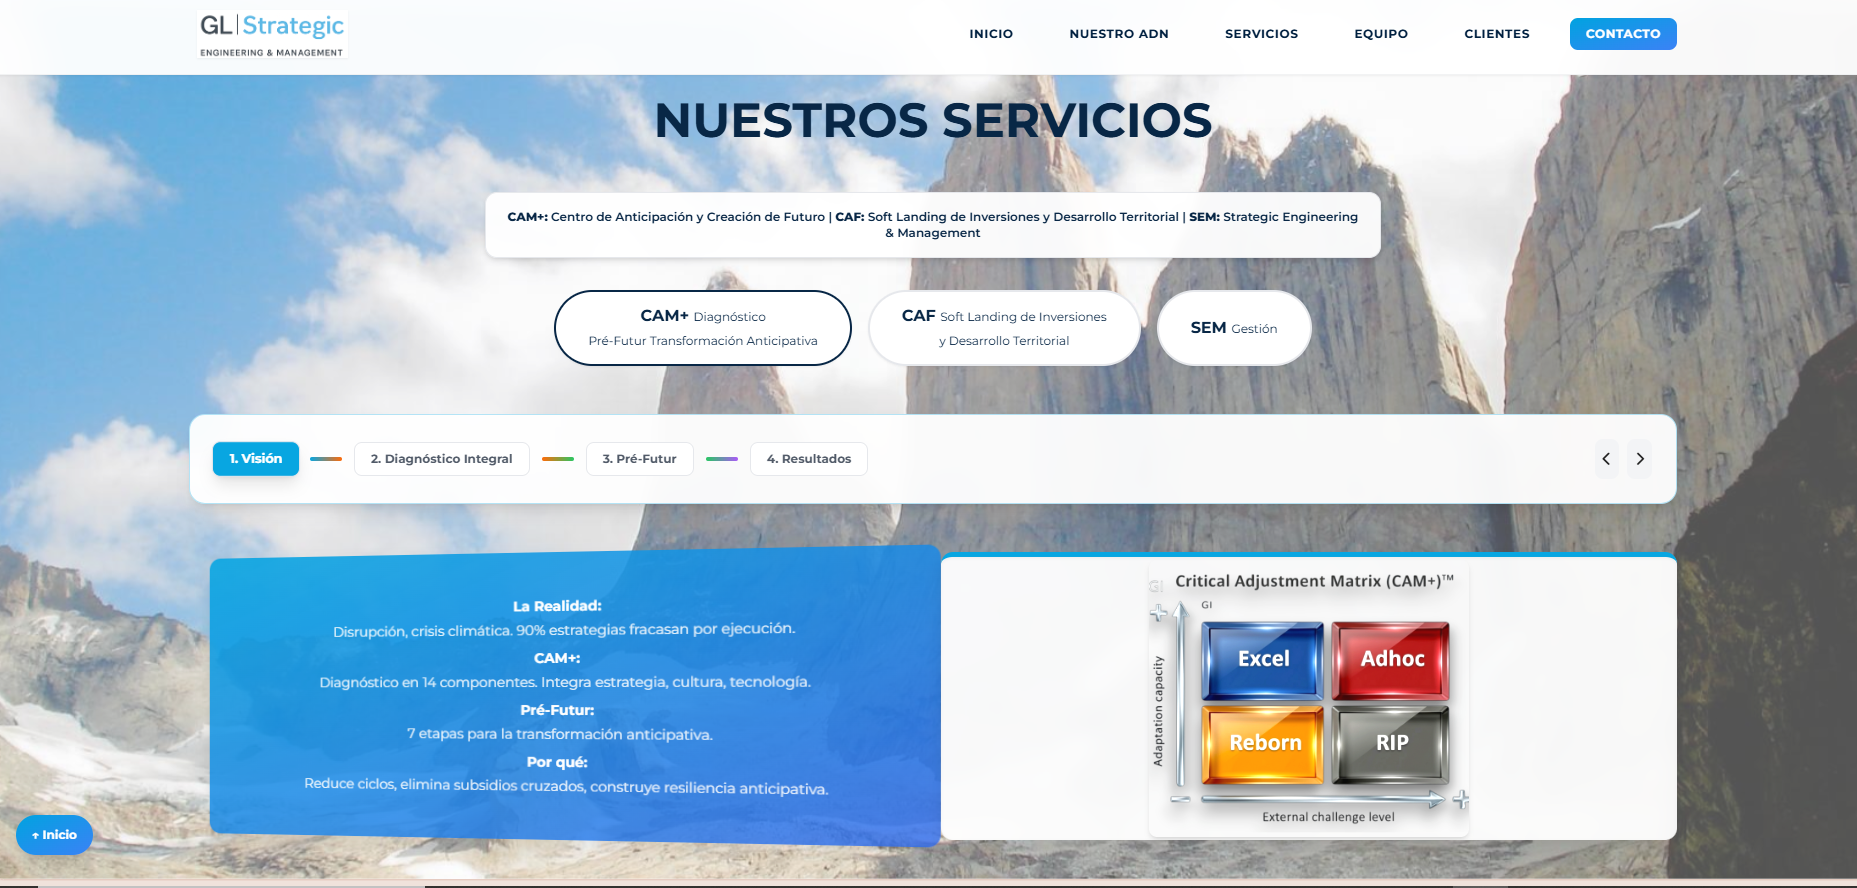 GL|Strategic
ENGINEERING & MANAGEMENT
INICIO
NUESTRO ADN
SERVICIOS
EQUIPO
CLIENTES
CONTACTO
NUESTROS SERVICIOS
CAM+: Centro de Anticipación y Creación de Futuro | CAF: Soft Landing de Inversiones y Desarrollo Territorial | SEM: Strategic Engineering
& Management
CAM+ Diagnóstico
Pré-Futur Transformación Anticipativa
CAF Soft Landing de Inversiones
y Desarrollo Territorial
SEM Gestión
1. Visión
2. Diagnóstico Integral
3. Pré-Futur
4. Resultados
La Realidad:
Disrupción, crisis climática. 90% estrategias fracasan por ejecución.
CAM+:
Diagnóstico en 14 componentes. Integra estrategia, cultura, tecnología.
Pré-Futur:
7 etapas para la transformación anticipativa.
Por qué:
Reduce ciclos, elimina subsidios cruzados, construye resiliencia anticipativa.
GI
Critical Adjustment Matrix (CAM+)™
GI
Adaptation capacity
Excel
Adhoc
Reborn
RIP
External challenge level
↑ Inicio